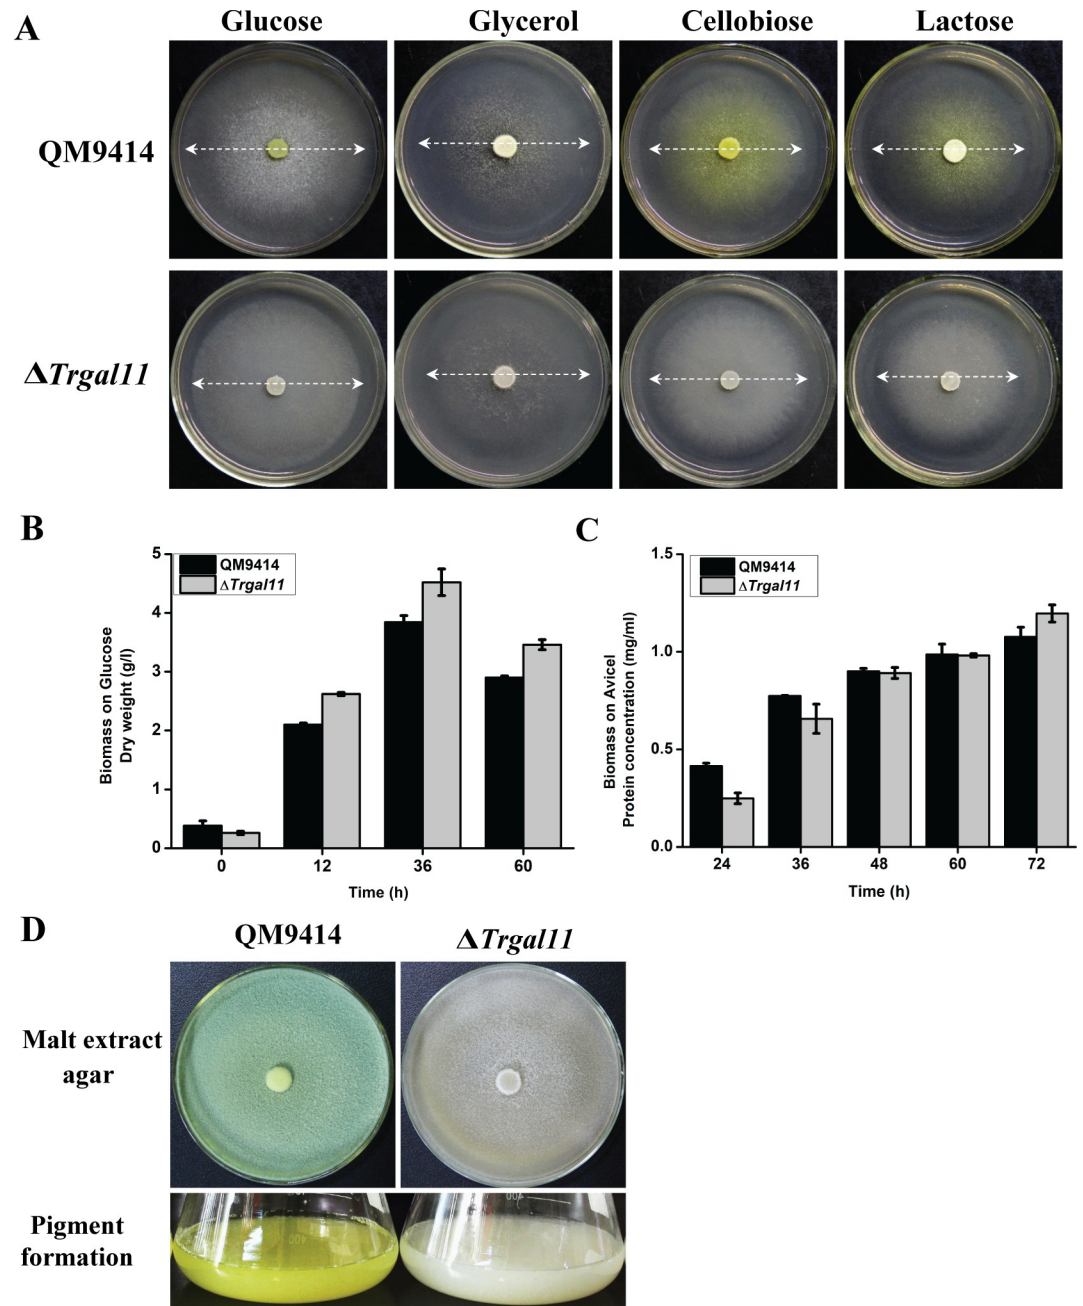 A
Glucose
Glycerol
Cellobiose
Lactose
QM9414
ΔTrgal11
B
5
4
3
2
1
0
QM9414
ΔTrgal11
Biomass on Glucose
Dry weight (g/l)
0
12
36
60
Time (h)
C
1.5
1.0
0.5
0.0
QM9414
ΔTrgal11
Biomass on Avicel
Protein concentration (mg/ml)
24
36
48
60
72
Time (h)
D
QM9414
ΔTrgal11
Malt extract
agar
Pigment
formation
400
400